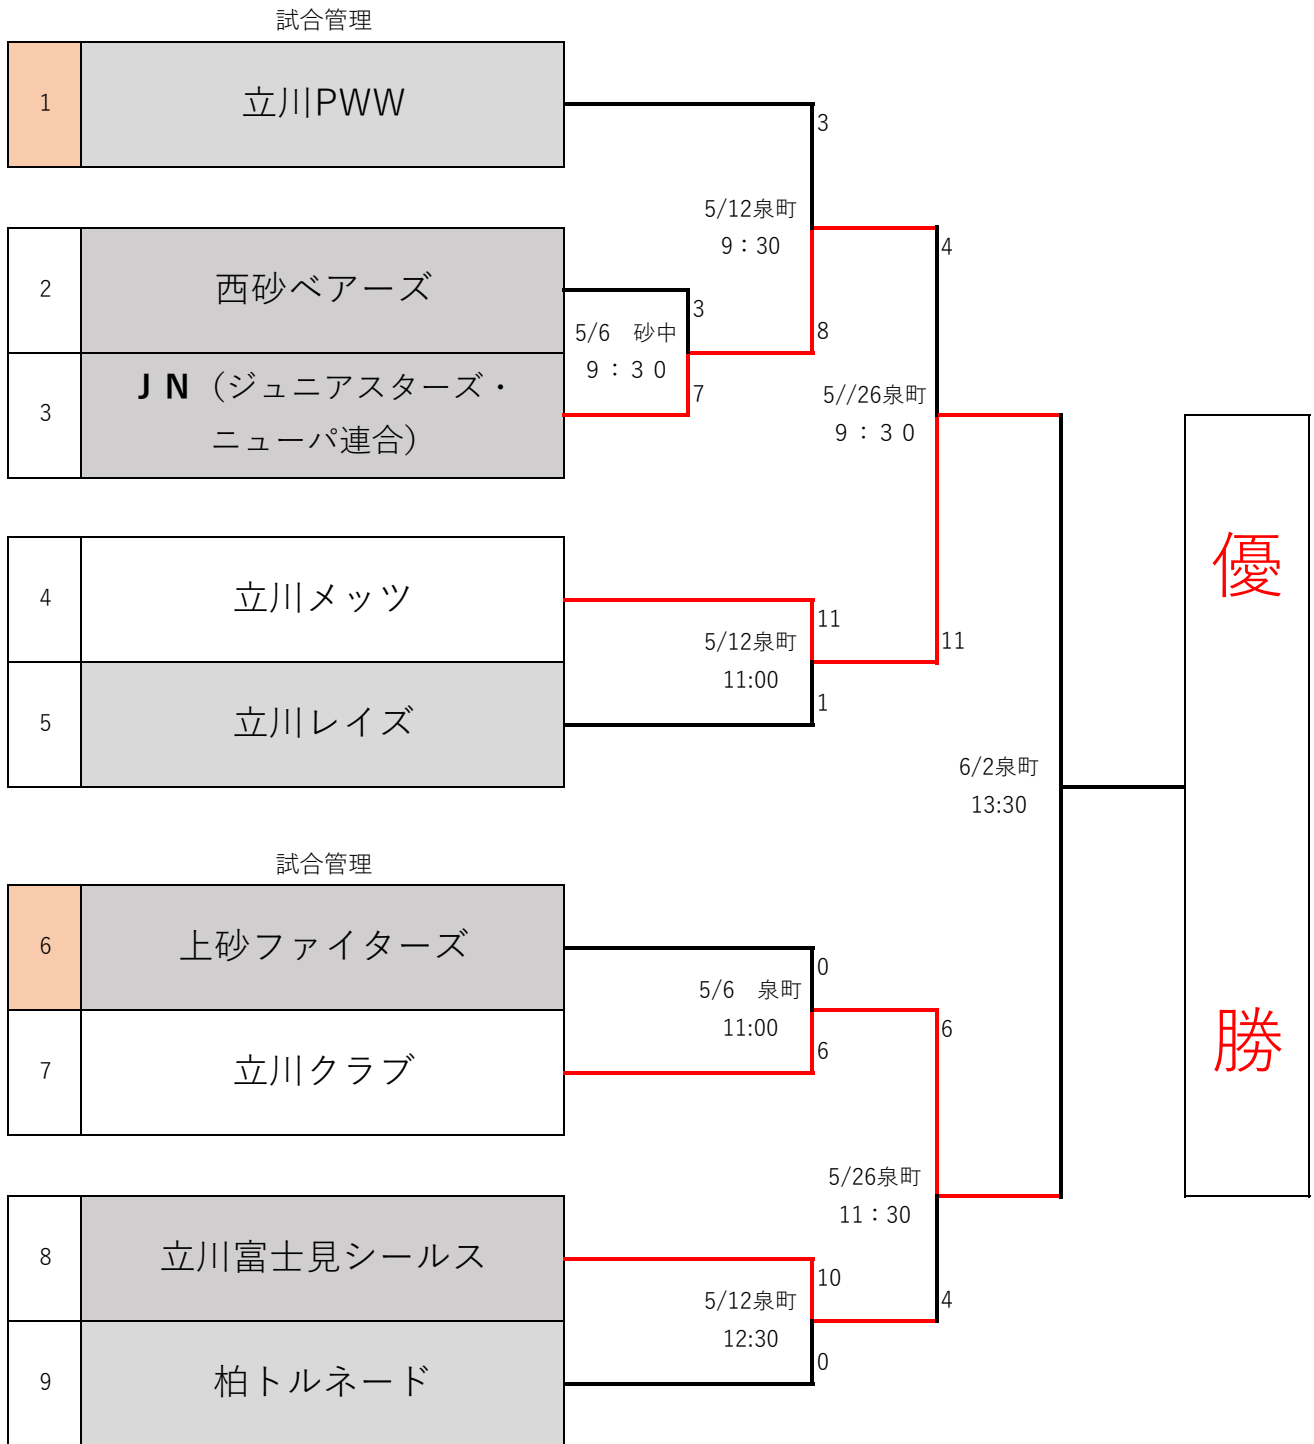 試合管理
1
立川PWW
3
5/12泉町
9：30
4
2
西砂ベアーズ
3
5/6　砂中
9：３０
8
3
ＪＮ（ジュニアスターズ・
ニューパ連合）
7
5//26泉町
9：３０
優
勝
4
立川メッツ
11
5/12泉町
11:00
11
5
立川レイズ
1
6/2泉町
13:30
試合管理
6
上砂ファイターズ
0
5/6　泉町
11:00
6
7
立川クラブ
6
5/26泉町
11：30
8
立川富士見シールス
10
5/12泉町
12:30
4
9
柏トルネード
0